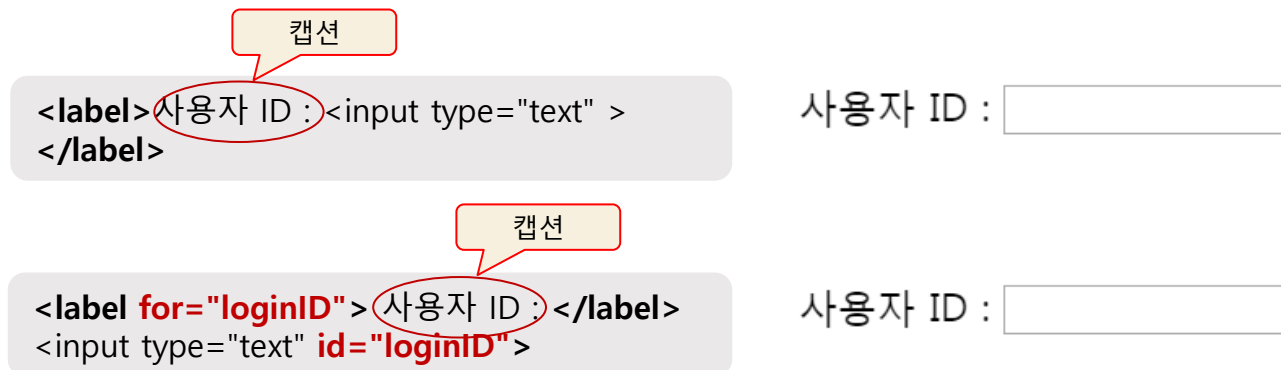 캡션
<label>사용자 ID : <input type="text" >
</label>
사용자 ID :
캡션
<label for="loginID"> 사용자 ID : </label>
<input type="text" id="loginID">
사용자 ID :